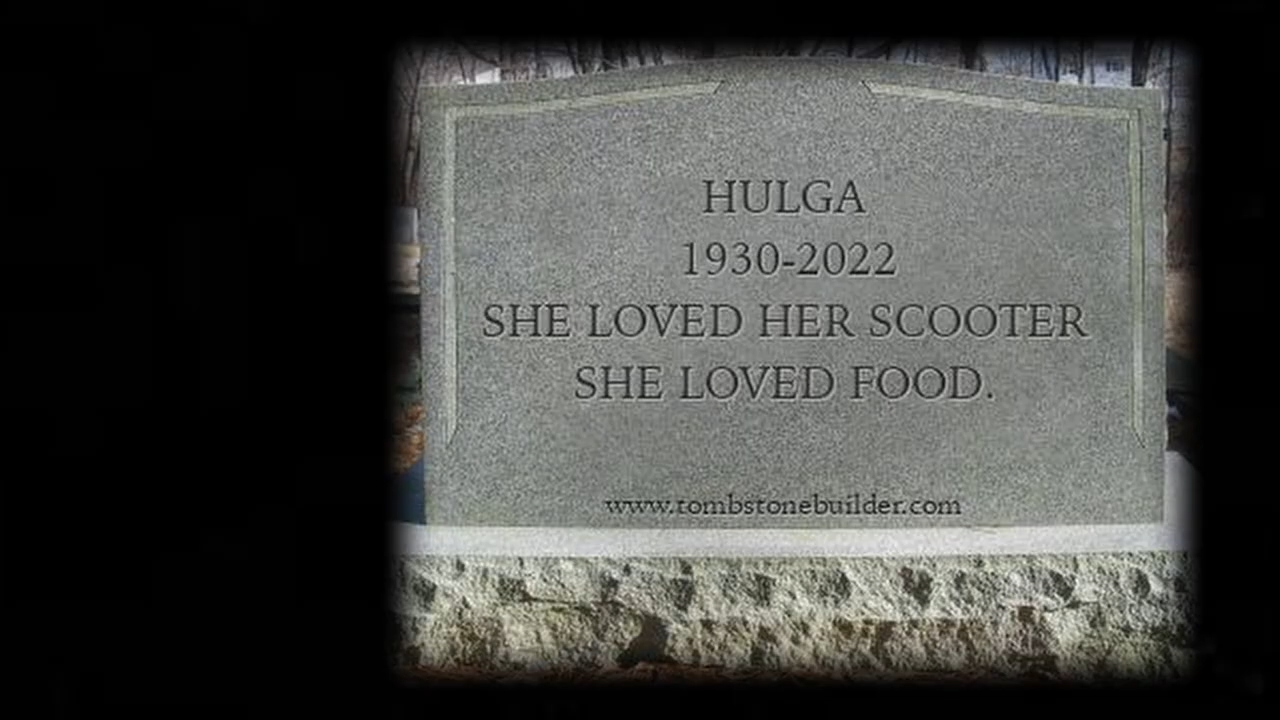 HULGA
1930-2022
SHE LOVED HER SCOOTER
SHE LOVED FOOD.
www.tombstonebuilder.com